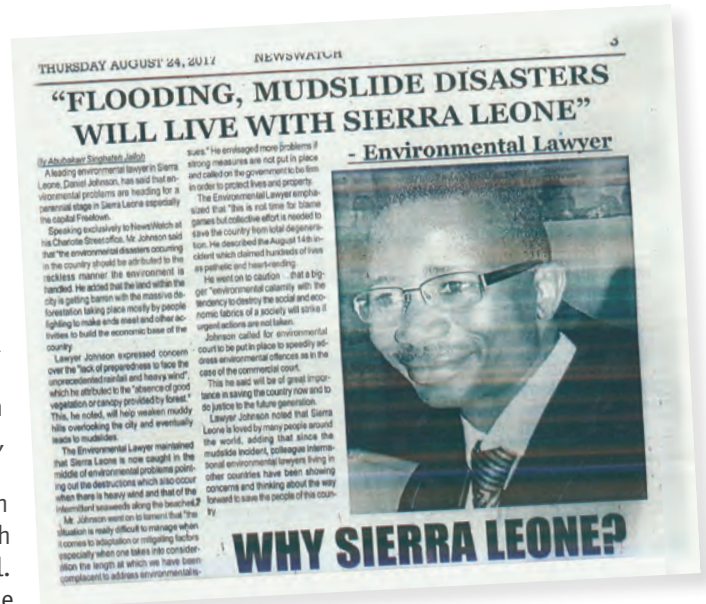 THURSDAY AUGUST 24, 2017
NEWSWATCH
3
“FLOODING, MUDSLIDE DISASTERS
WILL LIVE WITH SIERRA LEONE”
- Environmental Lawyer
By Abubakarr Singhateh Jalloh
A leading environmental lawyer in Sierra
Leone, Daniel Johnson, has said that en-
vironmental problems are heading for a
perennial stage in Sierra Leone especially
the capital Freetown.
Speaking exclusively to NewsWatch at
his Charlotte Street office, Mr. Johnson said
that "the environmental disasters occurring
in the country should be attributed to the
reckless manner the environment is
handled. He added that the land within the
city is getting barren with the massive de-
forestation taking place mostly by people
fighting to make ends meet and other ac-
tivities to build the economic base of the
country.
Lawyer Johnson expressed concern
over the "lack of preparedness to face the
unprecedented rainfall and heavy wind",
which he attributed to the "absence of good
vegetation or canopy provided by forest."
This, he noted, will help weaken muddy
hills overlooking the city and eventually
leads to mudslides.
The Environmental Lawyer maintained
that Sierra Leone is now caught in the
middle of environmental problems point-
ing out the destructions which also occur
when there is heavy wind and that of the
intermittent seaweeds along the beaches.
Mr. Johnson went on to lament that "the
situation is really difficult to manage when
it comes to adaptation or mitigating factors
especially when one takes into consider-
ation the length at which we have been
complacent to address environmental is-
sues." He envisaged more problems if
strong measures are not put in place
and called on the government to be firm
in order to protect lives and property.
The Environmental Lawyer empha-
sized that "this is not time for blame
games but collective effort is needed to
save the country from total degenera-
tion. He described the August 14th in-
cident which claimed hundreds of lives
as pathetic and heart-rending.
He went on to caution ...that a big-
ger "environmental calamity with the
tendency to destroy the social and eco-
nomic fabrics of a society will strike if
urgent actions are not taken.
Johnson called for environmental
court to be put in place to speedily ad-
dress environmental offences as in the
case of the commercial court.
This he said will be of great impor-
tance in saving the country now and to
do justice to the future generation.
Lawyer Johnson noted that Sierra
Leone is loved by many people around
the world, adding that since the
mudslide incident, colleague interna-
tional environmental lawyers living in
other countries have been showing
concerns and thinking about the way
forward to save the people of this coun-
try.
WHY SIERRA LEONE?